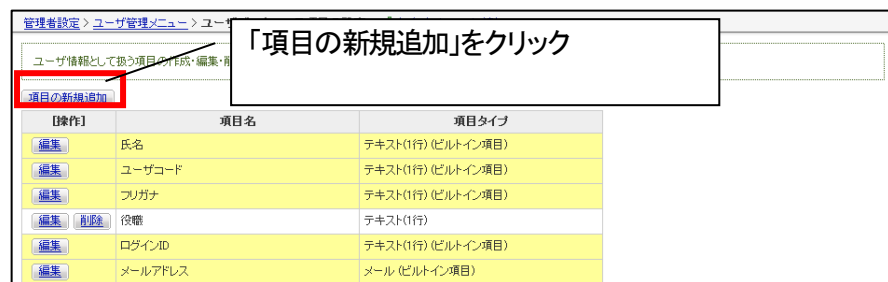 管理者設定 > ユーザ管理メニュー > ユー
「項目の新規追加」をクリック
ユーザ情報として扱う項目の作成・編集・削
項目の新規追加
[操作] 項目名 項目タイプ
編集 氏名 テキスト(1行) (ビルトイン項目)
編集 ユーザコード テキスト(1行) (ビルトイン項目)
編集 フリガナ テキスト(1行) (ビルトイン項目)
編集 削除 役職 テキスト(1行)
編集 ログインID テキスト(1行) (ビルトイン項目)
編集 メールアドレス メール (ビルトイン項目)